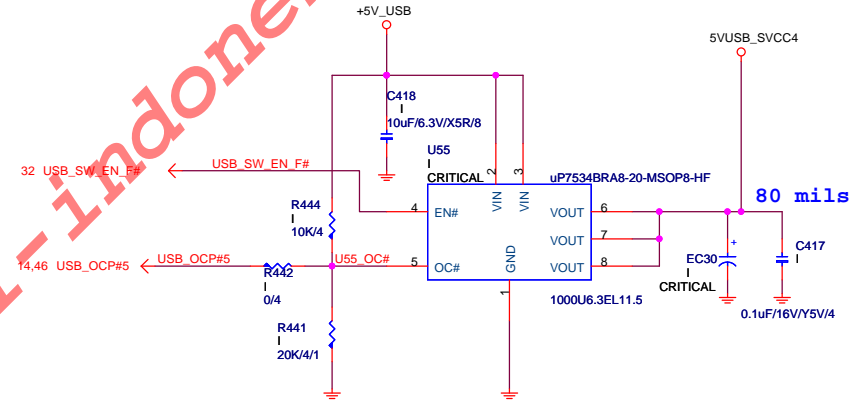 +5V_USB
5VUSB_SVCC4
C418
I
10uF/6.3V/X5R/8
U55
I
CRITICAL
uP7534BRA8-20-MSOP8-HF
2
3
80 mils
32 USB_SW_EN_F#
USB_SW_EN_F#
R444
I
10K/4
4
EN#
VIN
VIN
VOUT
6
VOUT
7
14,46 USB_OCP#5
USB_OCP#5
R442
I
0/4
U55_OC#
5
OC#
GND
VOUT
8
EC30
I
CRITICAL
+
C417
I
1
1000U6.3EL11.5
0.1uF/16V/Y5V/4
R441
I
20K/4/1
i-indone